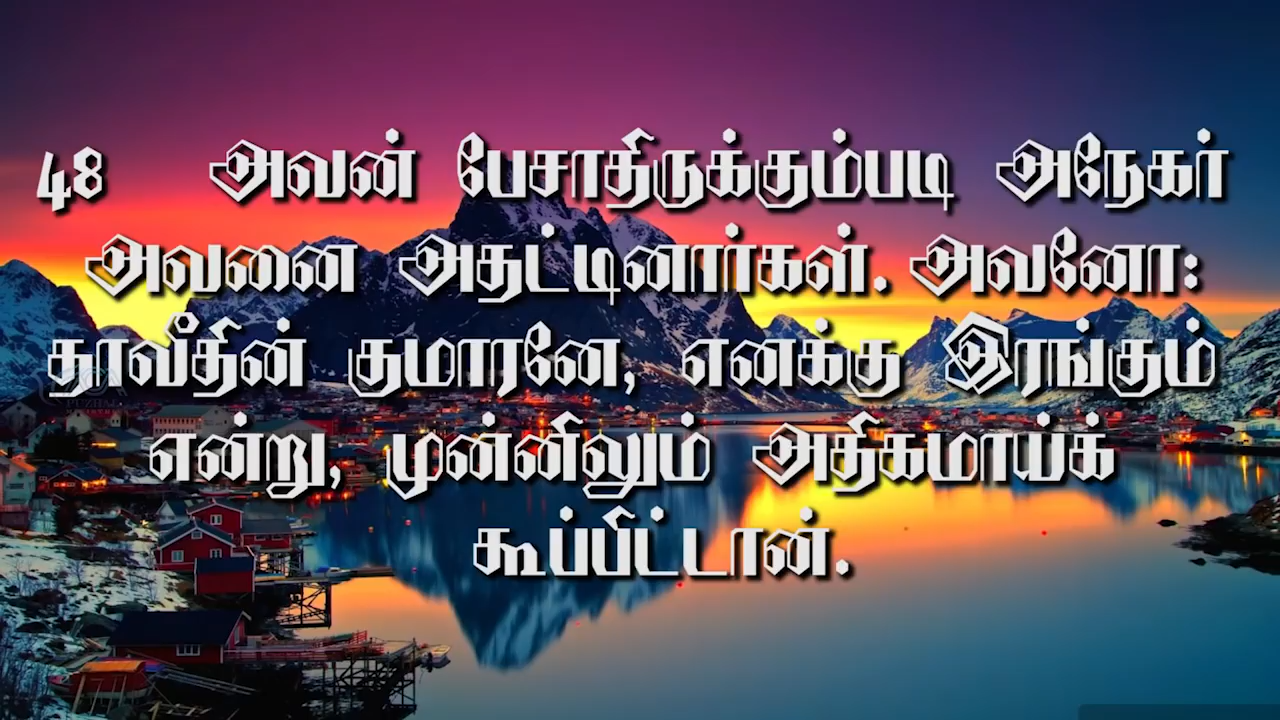 48 அவன் பேசாதிருக்கும்படி அநேகர்
அவனை அதட்டினார்கள். அவனோ:
தாவீதின் குமாரனே, எனக்கு இரங்கும்
என்று, முன்னிலும் அதிகமாய்க்
கூப்பிட்டான்.